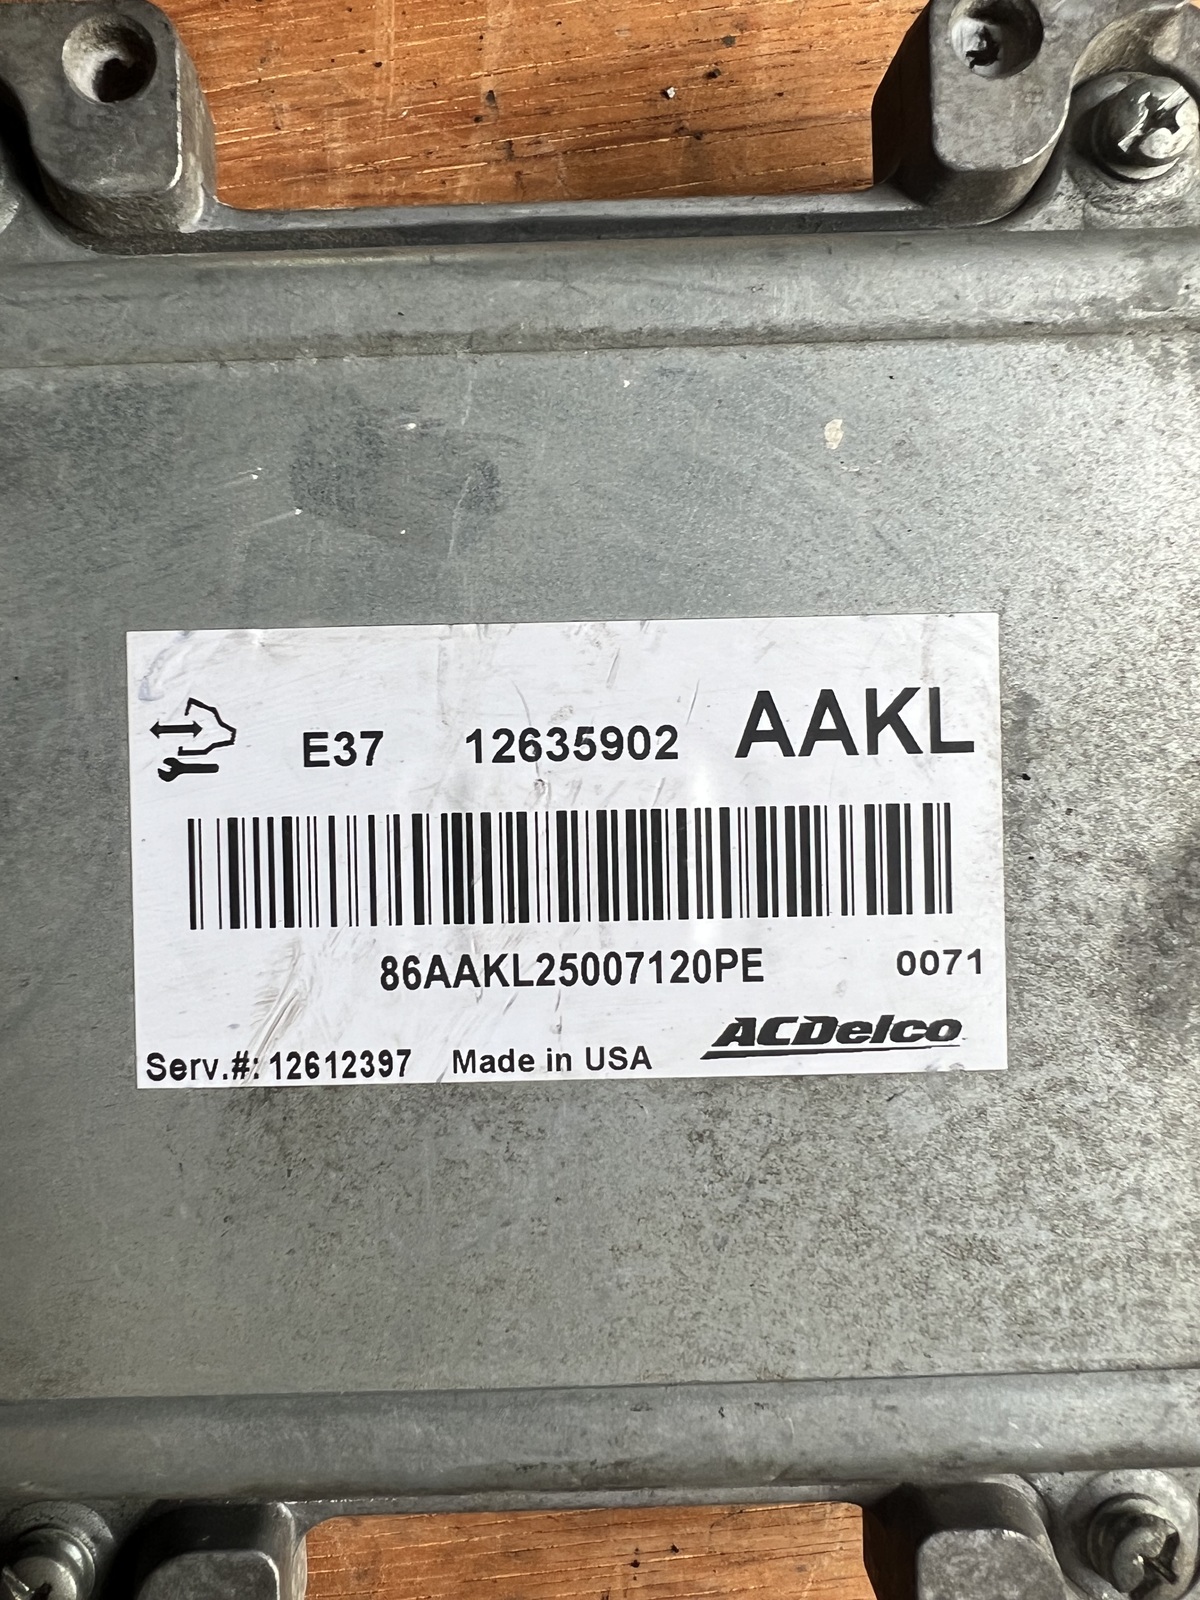 E37 12635902 AAKL
86AAKL25007120PE 0071
ACDelco
Serv.#: 12612397 Made in USA